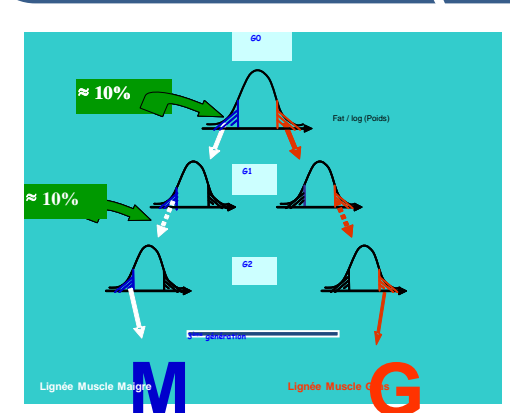 G0
≈ 10%
Fat / log (Poids)
G1
≈ 10%
G2
génération
Lignée Muscle Maigre
M
Lignée Muscle Gras
G